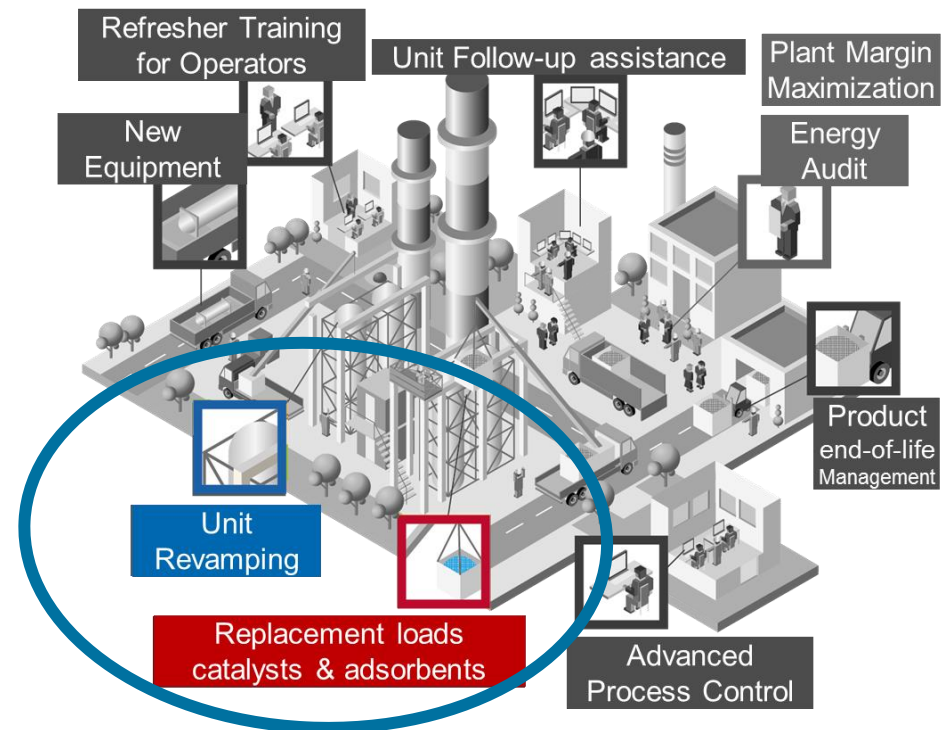 Refresher Training
for Operators
Unit Follow-up assistance
Plant Margin
Maximization
New
Equipment
Energy
Audit
Product
end-of-life
Management
Unit
Revamping
Replacement loads
catalysts & adsorbents
Advanced
Process Control